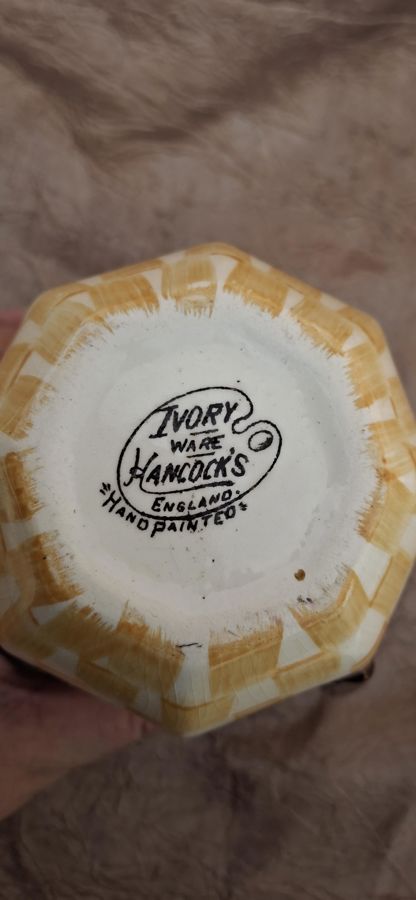 IVORY
WARE
HANCOCK'S
ENGLAND.
HAND PAINTED